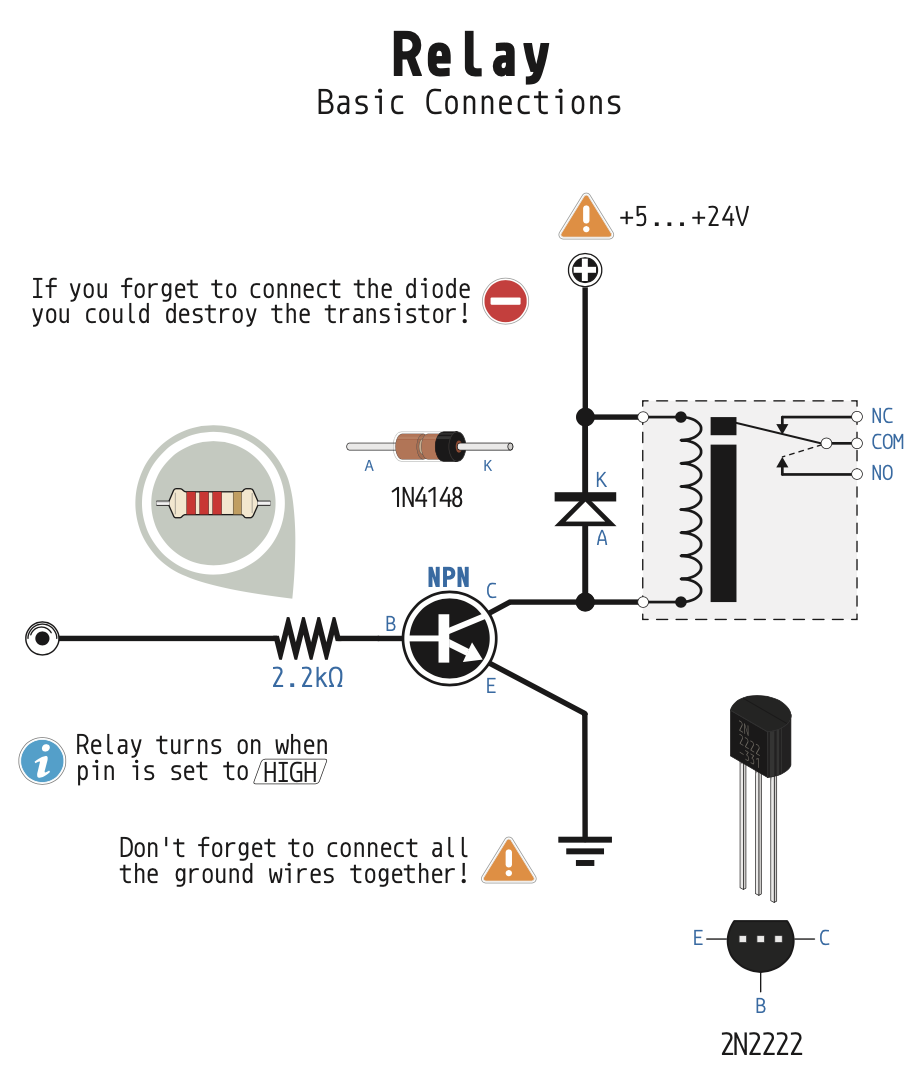 Relay
Basic Connections
+5...+24V
If you forget to connect the diode
you could destroy the transistor!
NC
COM
NO
A
K
1N4148
K
A
NPN
C
B
E
2.2kΩ
Relay turns on when
pin is set to HIGH
2N
2222
-331
Don't forget to connect all
the ground wires together!
E
C
B
2N2222